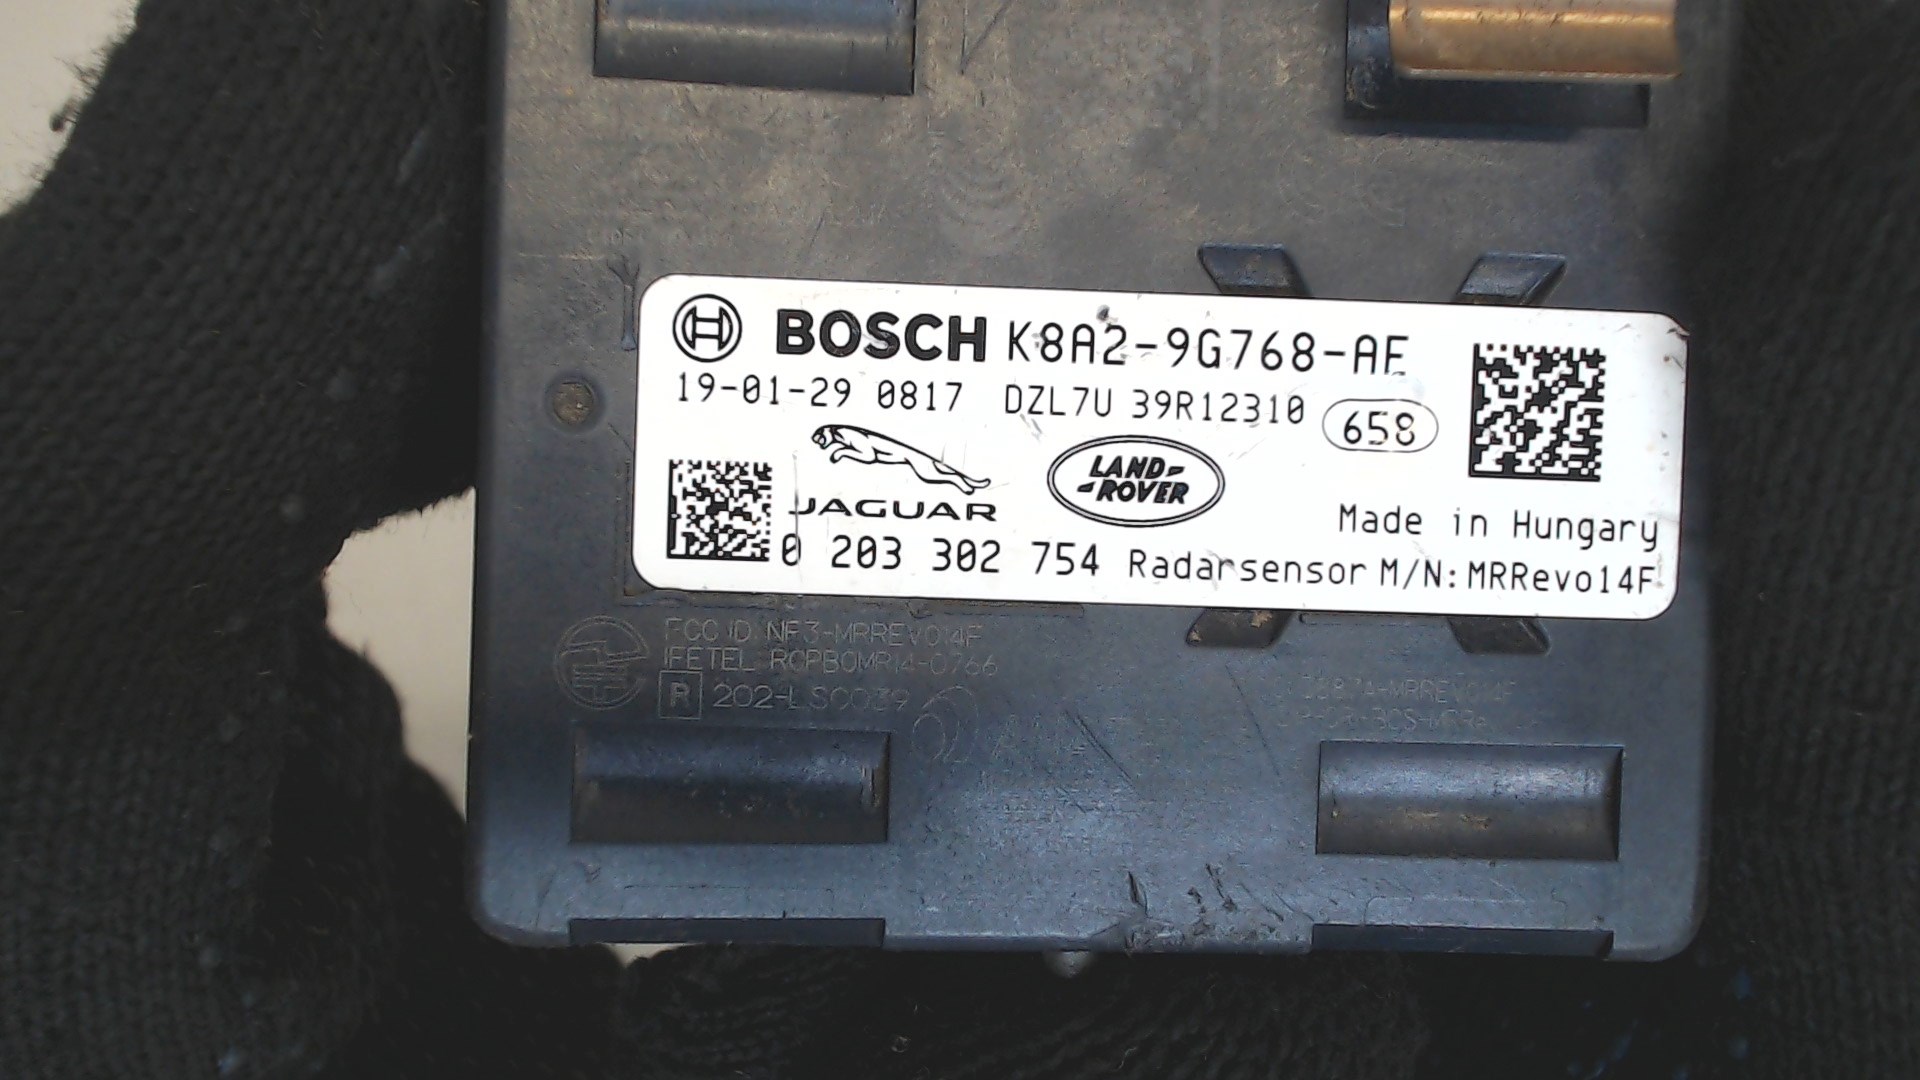 BOSCH K8A2-9G768-AE
19-01-29 0817 DZL7U 39R12310 658
JAGUAR
LAND-
-ROVER
Made in Hungary
0 203 302 754 Radarsensor M/N:MRRevo14F
FCC ID: NF3-MRREVO14F
IFETEL RCPBOMR14-0766
R 202-LSC039